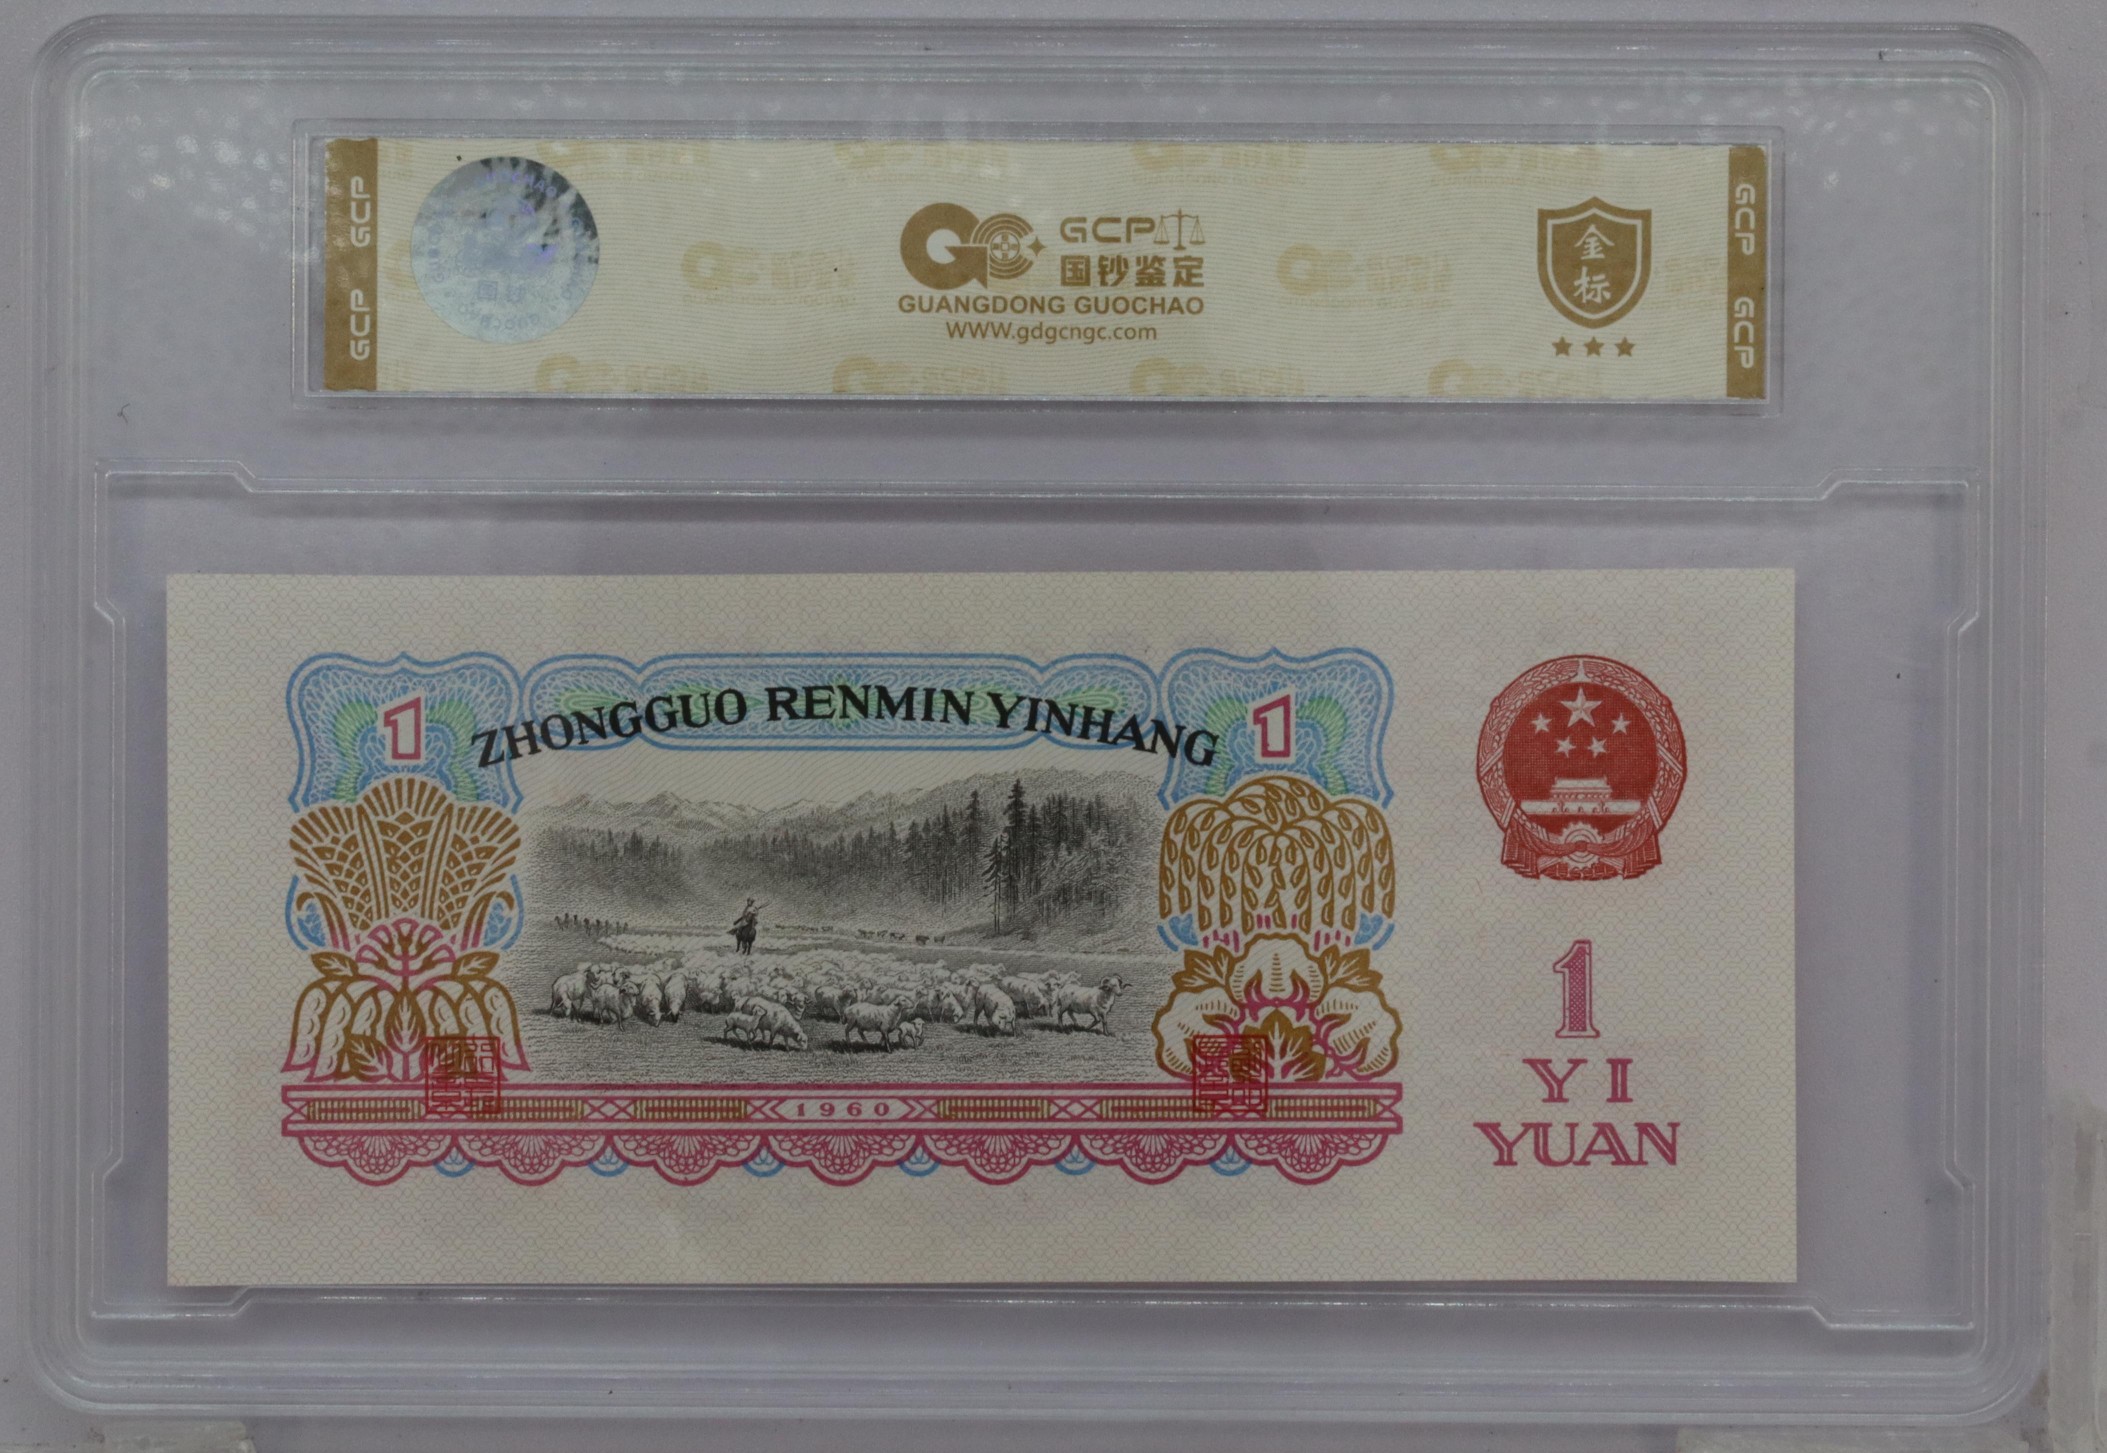 GCP GCP
GCP
国钞鉴定
GUANGDONG GUOCHAO
WWW.gdgcngc.com
金
标
GCP GCP
1
ZHONGGUO RENMIN YINHANG
1
1960
1
YI
YUAN